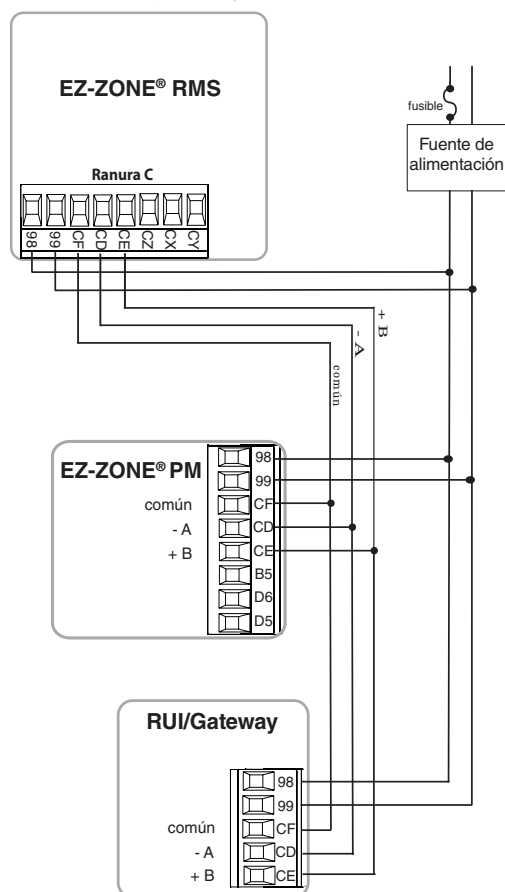 EZ-ZONE® RMS
Ranura C
98
99
CF
CD
CE
CZ
CX
CY
fusible
Fuente de
alimentación
+ B
- A
común
EZ-ZONE® PM
común
- A
+ B
98
99
CF
CD
CE
B5
D6
D5
RUI/Gateway
común
- A
+ B
98
99
CF
CD
CE